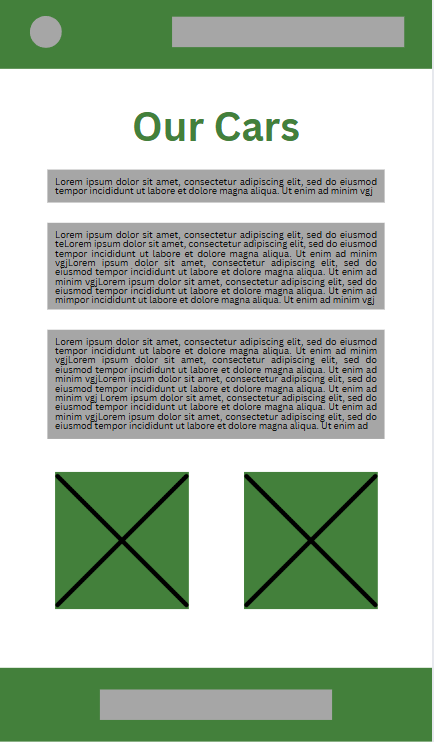 Our Cars
Lorem ipsum dolor sit amet, consectetur adipiscing elit, sed do eiusmod
tempor incididunt ut labore et dolore magna aliqua. Ut enim ad minim vgj
Lorem ipsum dolor sit amet, consectetur adipiscing elit, sed do eiusmod
teLorem ipsum dolor sit amet, consectetur adipiscing elit, sed do eiusmod
tempor incididunt ut labore et dolore magna aliqua. Ut enim ad minim
vgjLorem ipsum dolor sit amet, consectetur adipiscing elit, sed do
eiusmod tempor incididunt ut labore et dolore magna aliqua. Ut enim ad
minim vgjLorem ipsum dolor sit amet, consectetur adipiscing elit, sed do
eiusmod tempor incididunt ut labore et dolore magna aliqua. Ut enim ad
mimpor incididunt ut labore et dolore magna aliqua. Ut enim ad minim vgj
Lorem ipsum dolor sit amet, consectetur adipiscing elit, sed do eiusmod
tempor incididunt ut labore et dolore magna aliqua. Ut enim ad minim
vgjLorem ipsum dolor sit amet, consectetur adipiscing elit, sed do
eiusmod tempor incididunt ut labore et dolore magna aliqua. Ut enim ad
minim vgjLorem ipsum dolor sit amet, consectetur adipiscing elit, sed do
eiusmod tempor incididunt ut labore et dolore magna aliqua. Ut enim ad
minim vgj Lorem ipsum dolor sit amet, consectetur adipiscing elit, sed do
eiusmod tempor incididunt ut labore et dolore magna aliqua. Ut enim ad
minim vgjLorem ipsum dolor sit amet, consectetur adipiscing elit, sed do
eiusmod tempor incididunt ut labore et dolore magna aliqua. Ut enim ad